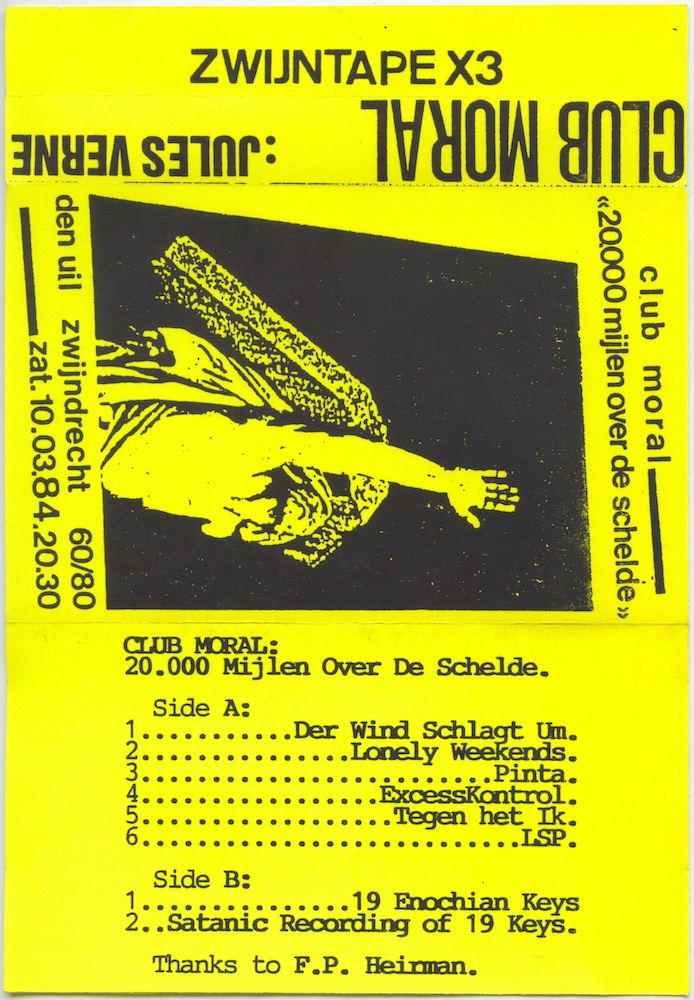 ZWIJNTAPE X3
CLUB MORAL
:JULES VERNE
club moral
«20.000 mijlen over de schelde»
den uil zwijndrecht 60/80
zat.10.03.84.20.30
CLUB MORAL:
20.000 Mijlen Over De Schelde.
Side A:
1...........Der Wind Schlagt Um.
2...............Lonely Weekends.
3.........................Pinta.
4.................ExcessKontrol.
5..................Tegen het Ik.
6...........................LSP.
Side B:
1...............19 Enochian Keys
2..Satanic Recording of 19 Keys.
Thanks to F.P. Heirman.